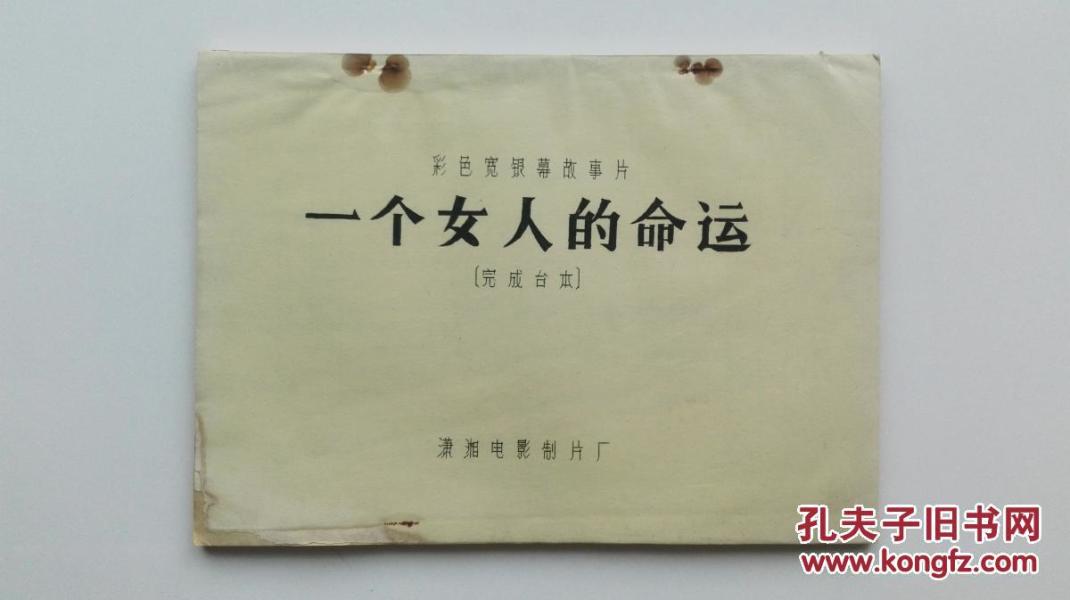 彩色宽银幕故事片
一个女人的命运
〔完成台本〕
潇湘电影制片厂
孔夫子旧书网
www.kongfz.com